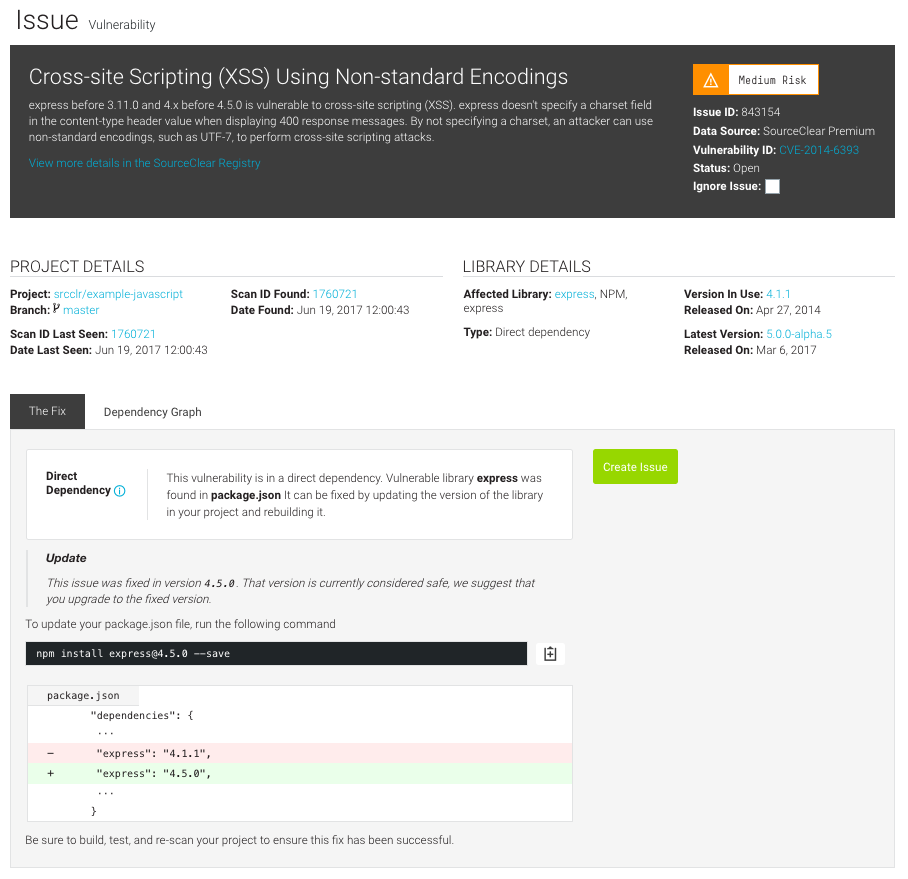 Issue Vulnerability
Cross-site Scripting (XSS) Using Non-standard Encodings
express before 3.11.0 and 4.x before 4.5.0 is vulnerable to cross-site scripting (XSS). express doesn't specify a charset field
in the content-type header value when displaying 400 response messages. By not specifying a charset, an attacker can use
non-standard encodings, such as UTF-7, to perform cross-site scripting attacks.
View more details in the SourceClear Registry
Medium Risk
Issue ID: 843154
Data Source: SourceClear Premium
Vulnerability ID: CVE-2014-6393
Status: Open
Ignore Issue:
PROJECT DETAILS
Project: srcclr/example-javascript
Branch: master
Scan ID Last Seen: 1760721
Date Last Seen: Jun 19, 2017 12:00:43
Scan ID Found: 1760721
Date Found: Jun 19, 2017 12:00:43
LIBRARY DETAILS
Affected Library: express, NPM,
express
Type: Direct dependency
Version In Use: 4.1.1
Released On: Apr 27, 2014
Latest Version: 5.0.0-alpha.5
Released On: Mar 6, 2017
The Fix
Dependency Graph
Direct
Dependency
This vulnerability is in a direct dependency. Vulnerable library express was
found in package.json It can be fixed by updating the version of the library
in your project and rebuilding it.
Create Issue
Update
This issue was fixed in version 4.5.0. That version is currently considered safe, we suggest that
you upgrade to the fixed version.
To update your package.json file, run the following command
npm install express@4.5.0 --save
package.json
"dependencies": {
...
- "express": "4.1.1",
+ "express": "4.5.0",
...
}
Be sure to build, test, and re-scan your project to ensure this fix has been successful.